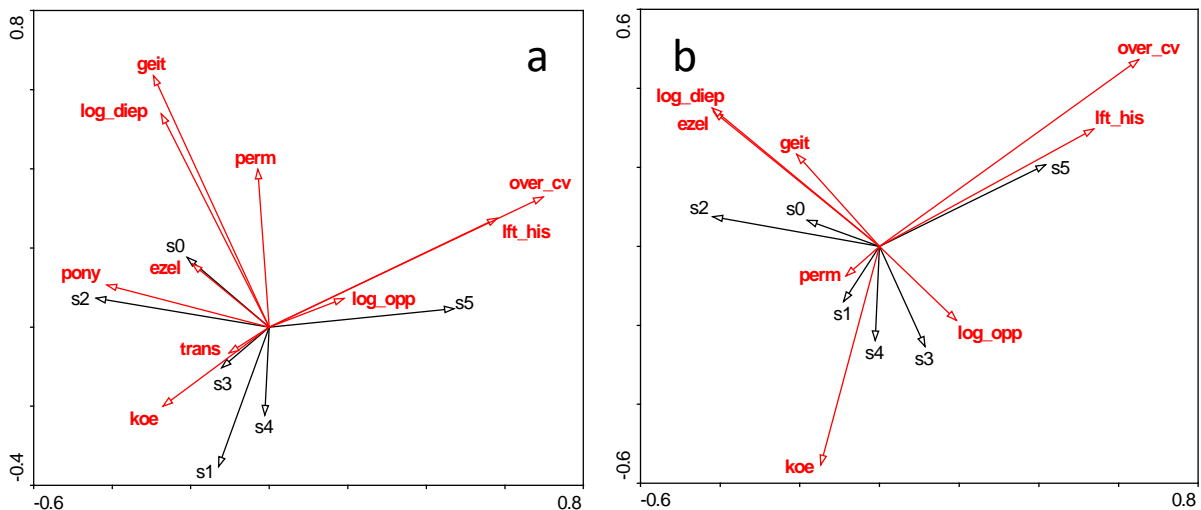 0.8
a
geit
log_diep
perm
over_cv
lft_his
s0
ezel
pony
s2
log_opp
s5
trans
s3
koe
s4
s1
-0.4
-0.6
0.8
0.6
b
over_cv
log_diep
ezel
lft_his
geit
s5
s2
s0
perm
s1
log_opp
s4
s3
koe
-0.6
-0.6
0.8